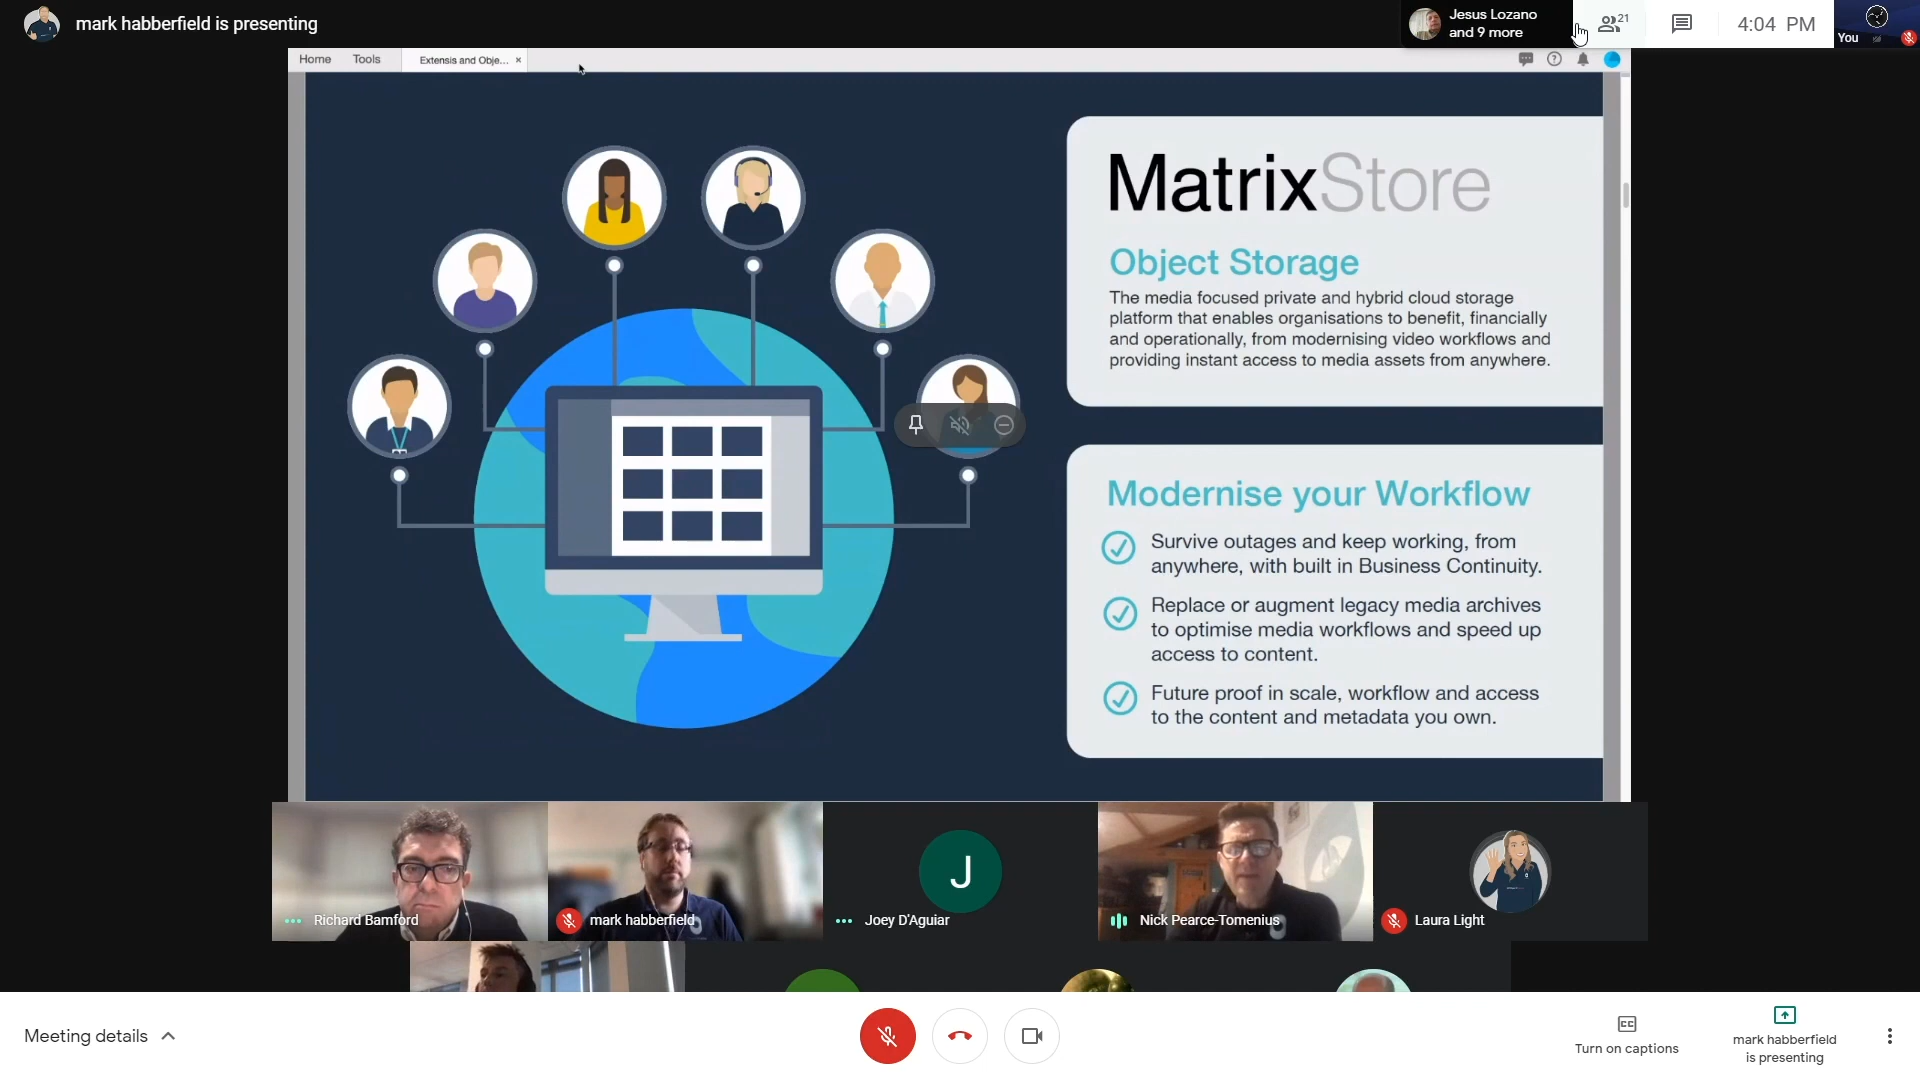 mark habberfield is presenting
Jesus Lozano
and 9 more
21
4:04 PM
You
Home
Tools
Extensis and Obje... ×
MatrixStore
Object Storage
The media focused private and hybrid cloud storage
platform that enables organisations to benefit, financially
and operationally, from modernising video workflows and
providing instant access to media assets from anywhere.
Modernise your Workflow
Survive outages and keep working, from
anywhere, with built in Business Continuity.
Replace or augment legacy media archives
to optimise media workflows and speed up
access to content.
Future proof in scale, workflow and access
to the content and metadata you own.
J
Richard Bamford
mark habberfield
Joey D'Aguiar
Nick Pearce-Tomenius
Laura Light
Meeting details
CC
Turn on captions
mark habberfield
is presenting